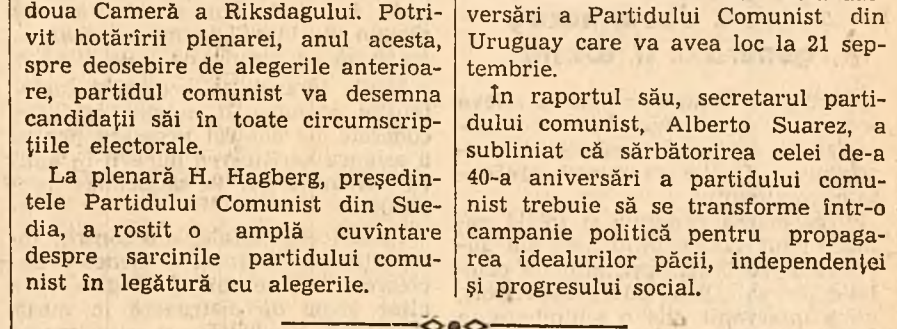 doua Cameră a Riksdagului. Potri-
vit hotărîrii plenarei, anul acesta,
spre deosebire de alegerile anterioa-
re, partidul comunist va desemna
candidații săi în toate circumscrip-
țiile electorale.
La plenară H. Hagberg, președin-
tele Partidului Comunist din Sue-
dia, a rostit o amplă cuvîntare
despre sarcinile partidului comu-
nist în legătură cu alegerile.
versări a Partidului Comunist din
Uruguay care va avea loc la 21 sep-
tembrie.
În raportul său, secretarul parti-
dului comunist, Alberto Suarez, a
subliniat că sărbătorirea celei de-a
40-a aniversări a partidului comu-
nist trebuie să se transforme într-o
campanie politică pentru propaga-
rea idealurilor păcii, independenței
și progresului social.